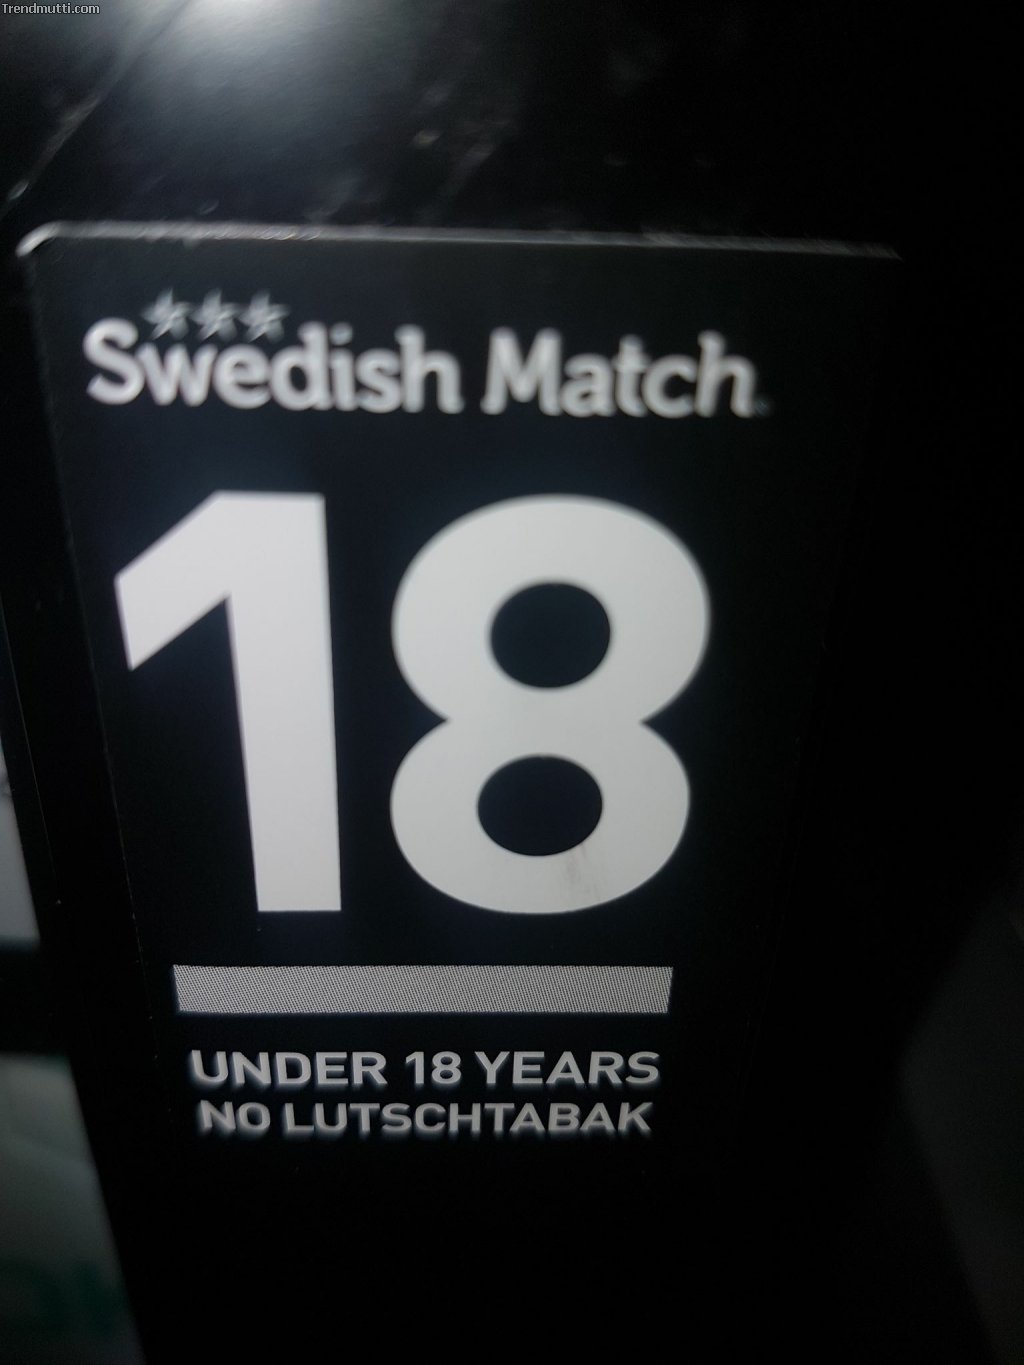 Trendmutti.com
Swedish Match
18
UNDER 18 YEARS
NO LUTSCHTABAK